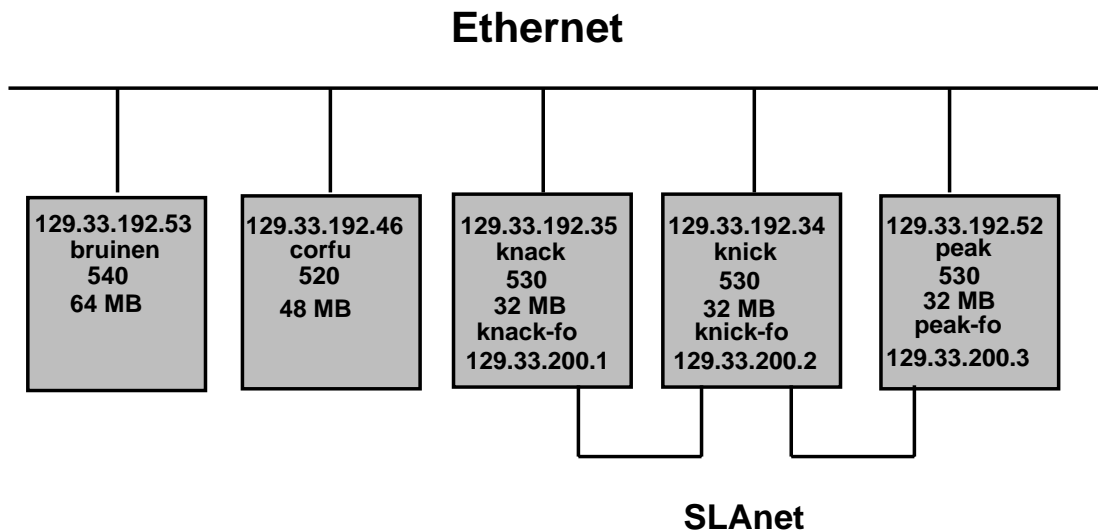 Ethernet
129.33.192.53
bruinen
540
64 MB
129.33.192.46
corfu
520
48 MB
129.33.192.35
knack
530
32 MB
knack-fo
129.33.200.1
129.33.192.34
knick
530
32 MB
knick-fo
129.33.200.2
129.33.192.52
peak
530
32 MB
peak-fo
129.33.200.3
SLAnet